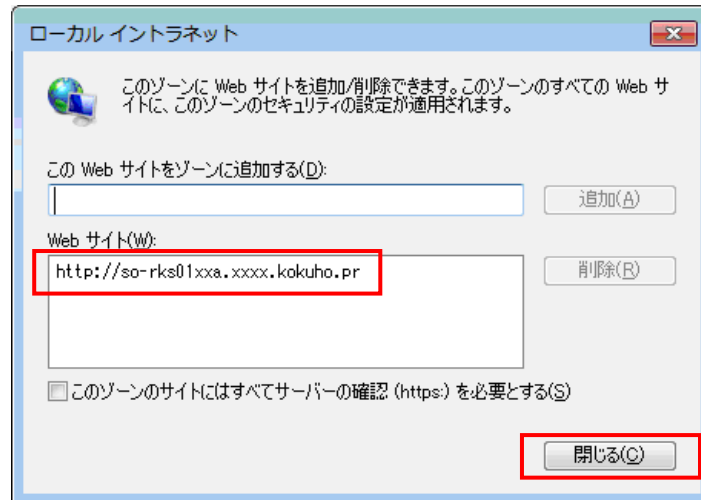 ローカル イントラネット
このゾーンに Web サイトを追加/削除できます。このゾーンのすべての Web サ
イトに、このゾーンのセキュリティの設定が適用されます。
この Web サイトをゾーンに追加する(D):
追加(A)
Web サイト(W):
http://so-rks01xxa.xxxx.kokuho.pr
削除(R)
このゾーンのサイトにはすべてサーバーの確認 (https:) を必要とする(S)
閉じる(C)